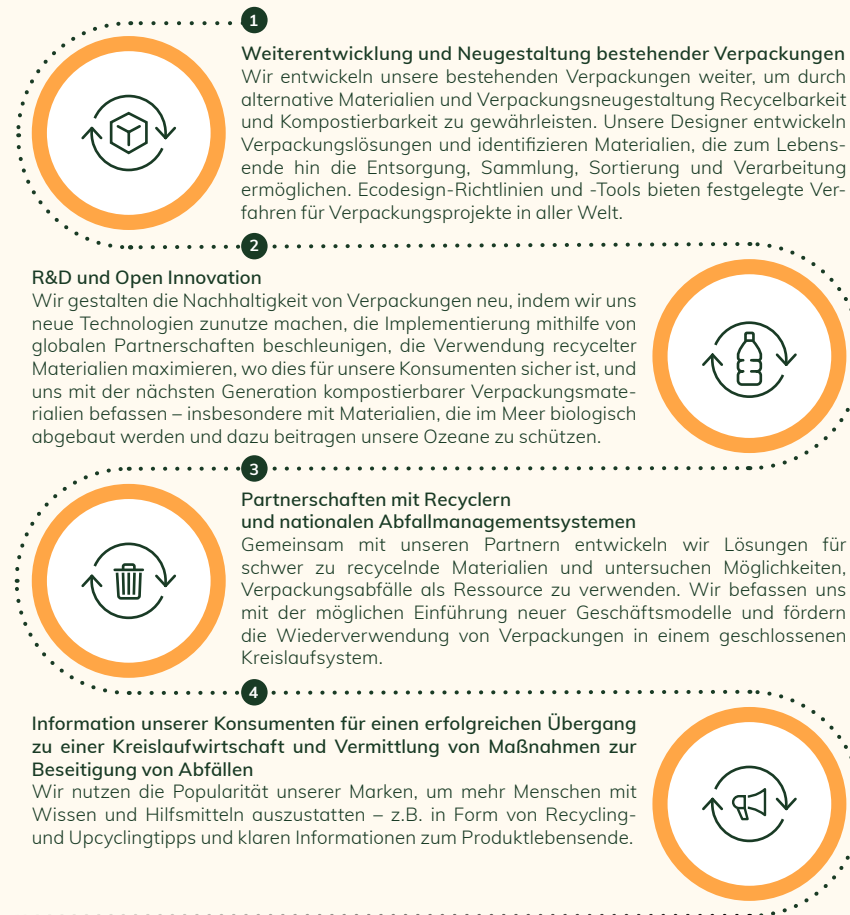 1
Weiterentwicklung und Neugestaltung bestehender Verpackungen
Wir entwickeln unsere bestehenden Verpackungen weiter, um durch
alternative Materialien und Verpackungsneugestaltung Recycelbarkeit
und Kompostierbarkeit zu gewährleisten. Unsere Designer entwickeln
Verpackungslösungen und identifizieren Materialien, die zum Lebens-
ende hin die Entsorgung, Sammlung, Sortierung und Verarbeitung
ermöglichen. Ecodesign-Richtlinien und -Tools bieten festgelegte Ver-
fahren für Verpackungsprojekte in aller Welt.
2
R&D und Open Innovation
Wir gestalten die Nachhaltigkeit von Verpackungen neu, indem wir uns
neue Technologien zunutze machen, die Implementierung mithilfe von
globalen Partnerschaften beschleunigen, die Verwendung recycelter
Materialien maximieren, wo dies für unsere Konsumenten sicher ist, und
uns mit der nächsten Generation kompostierbarer Verpackungsmate-
rialien befassen – insbesondere mit Materialien, die im Meer biologisch
abgebaut werden und dazu beitragen unsere Ozeane zu schützen.
3
Partnerschaften mit Recyclern
und nationalen Abfallmanagementsystemen
Gemeinsam mit unseren Partnern entwickeln wir Lösungen für
schwer zu recycelnde Materialien und untersuchen Möglichkeiten,
Verpackungsabfälle als Ressource zu verwenden. Wir befassen uns
mit der möglichen Einführung neuer Geschäftsmodelle und fördern
die Wiederverwendung von Verpackungen in einem geschlossenen
Kreislaufsystem.
4
Information unserer Konsumenten für einen erfolgreichen Übergang
zu einer Kreislaufwirtschaft und Vermittlung von Maßnahmen zur
Beseitigung von Abfällen
Wir nutzen die Popularität unserer Marken, um mehr Menschen mit
Wissen und Hilfsmitteln auszustatten – z.B. in Form von Recycling-
und Upcyclingtipps und klaren Informationen zum Produktlebensende.